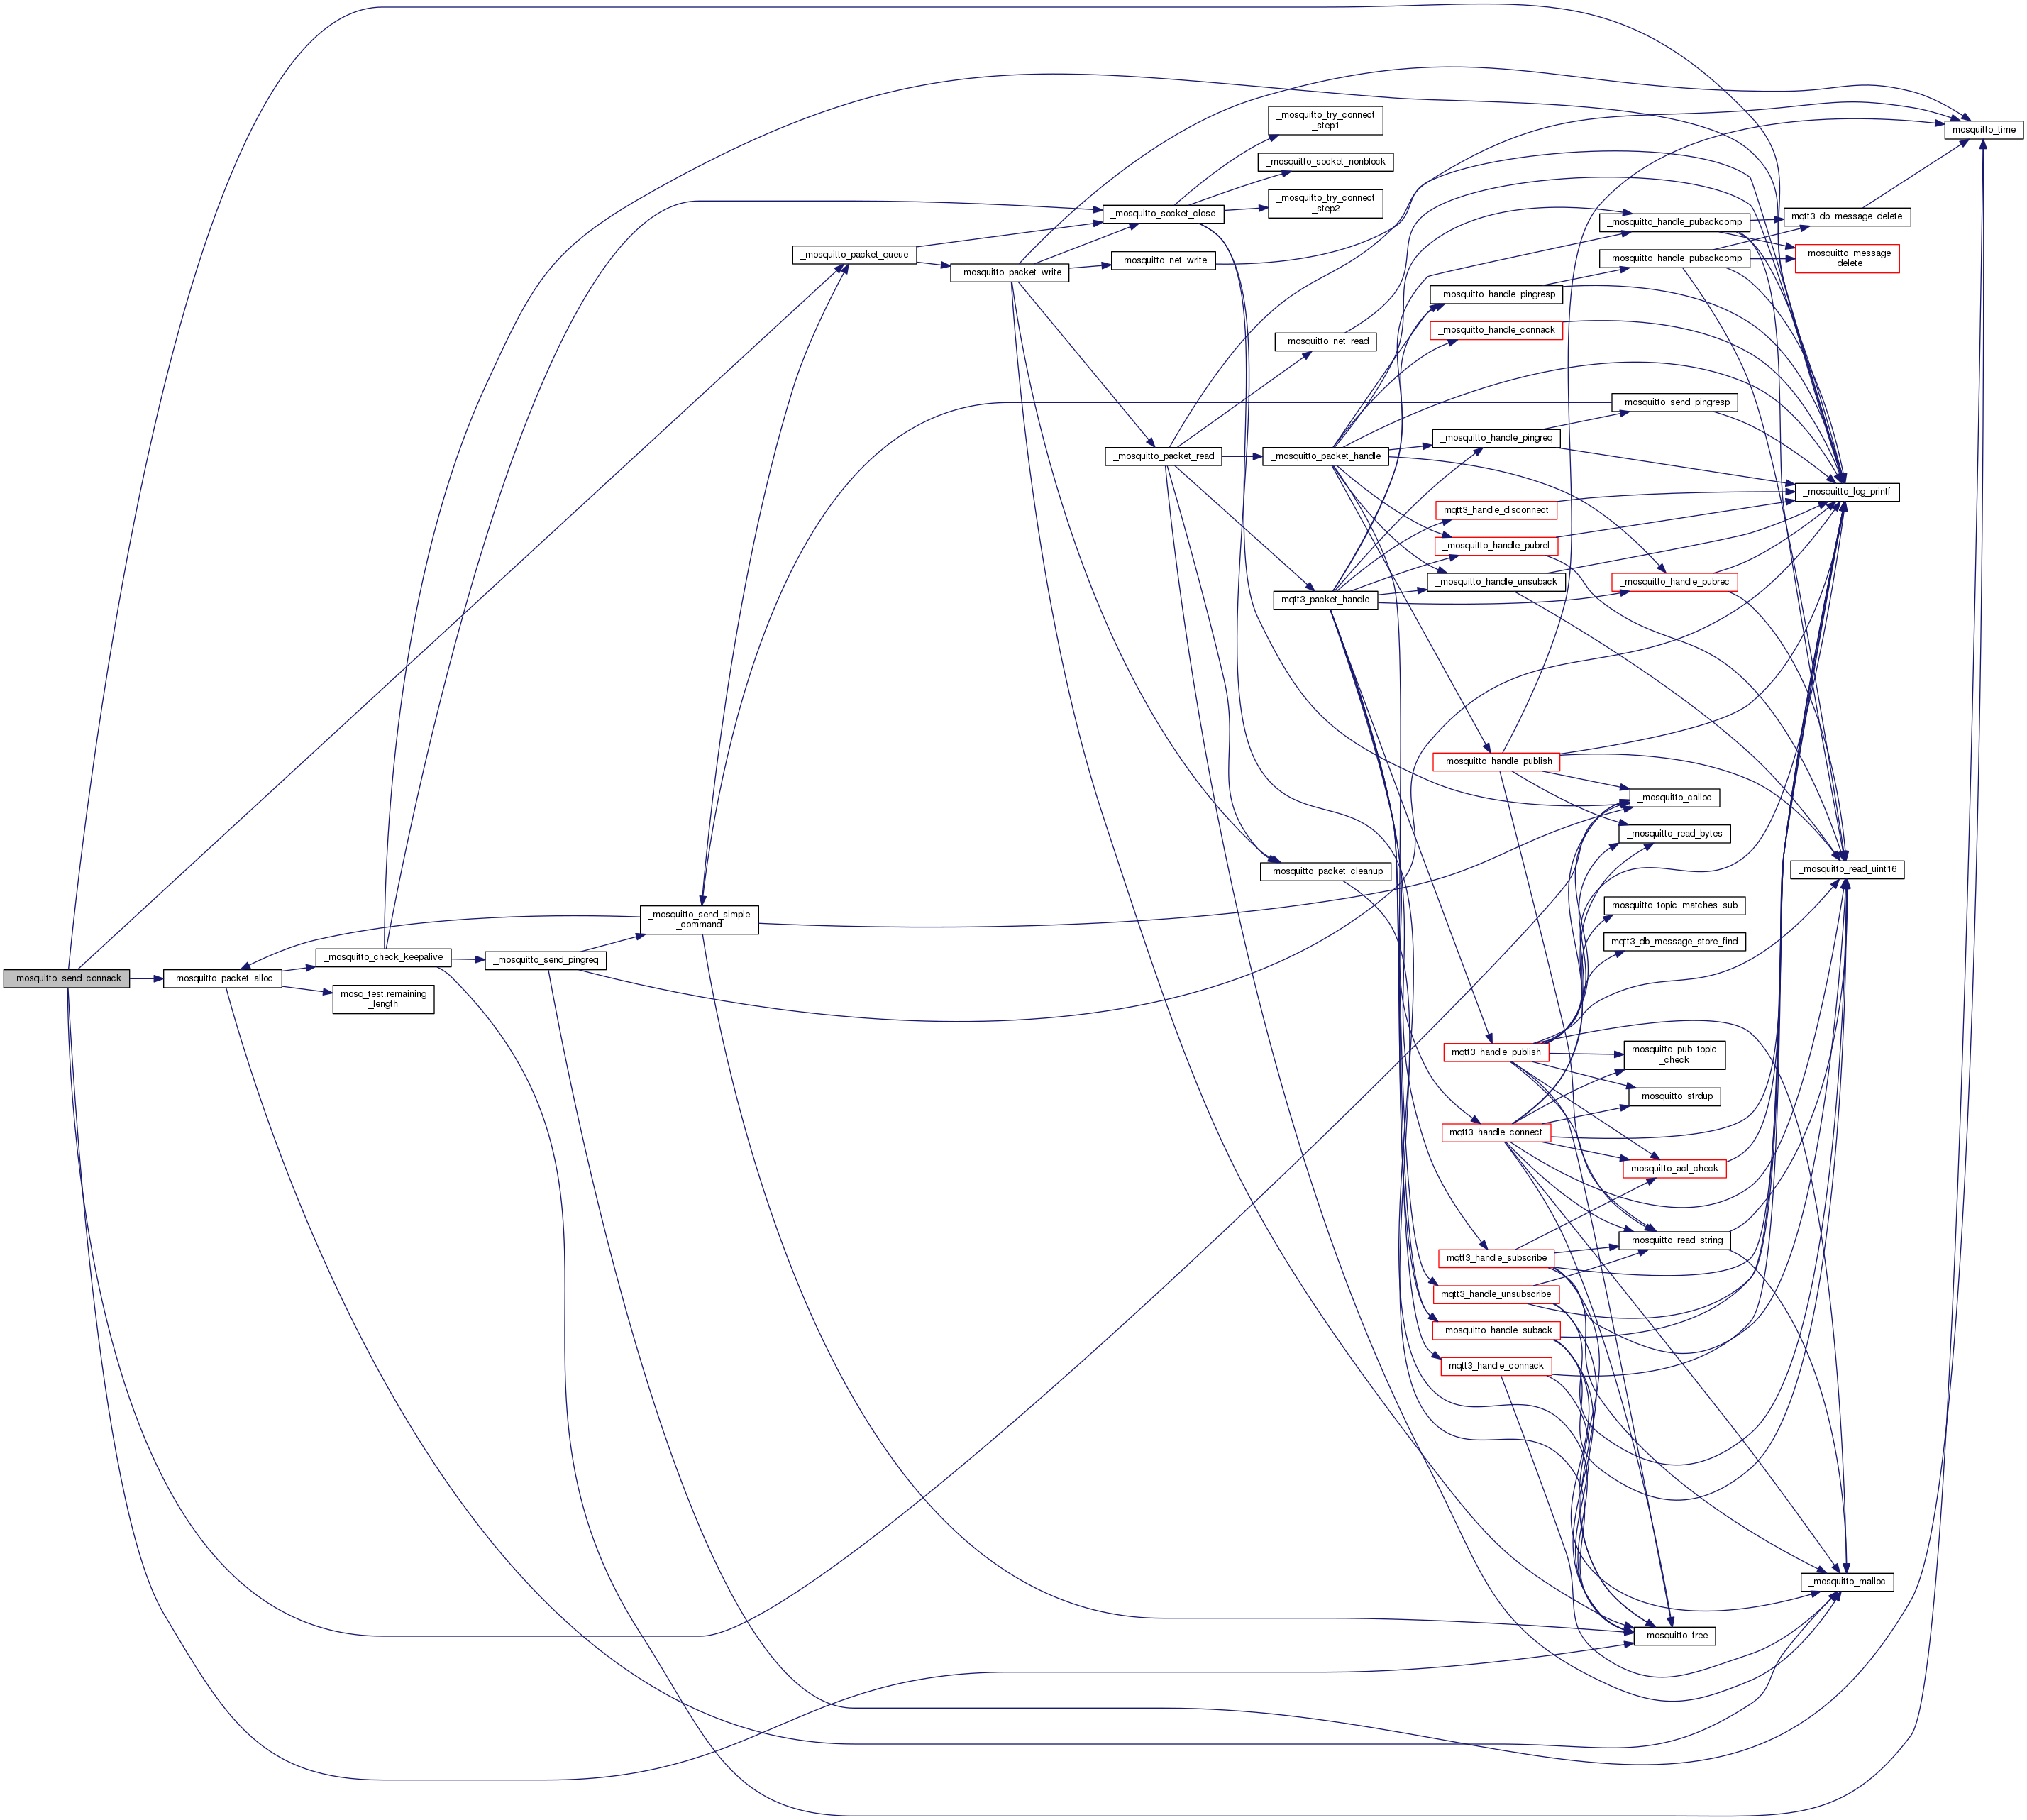 _mosquitto_send_connack
_mosquitto_packet_alloc
_mosquitto_check_keepalive
mosq_test.remaining
_length
_mosquitto_send_pingreq
_mosquitto_send_simple
_command
_mosquitto_packet_queue
_mosquitto_packet_write
_mosquitto_socket_close
_mosquitto_net_write
_mosquitto_packet_read
_mosquitto_try_connect
_step1
_mosquitto_socket_nonblock
_mosquitto_try_connect
_step2
_mosquitto_net_read
_mosquitto_packet_handle
mqtt3_packet_handle
_mosquitto_packet_cleanup
_mosquitto_handle_pingresp
_mosquitto_handle_connack
_mosquitto_handle_pingreq
mqtt3_handle_disconnect
_mosquitto_handle_pubrel
_mosquitto_handle_unsuback
_mosquitto_handle_publish
mqtt3_handle_publish
mqtt3_handle_connect
mqtt3_handle_subscribe
mqtt3_handle_unsubscribe
_mosquitto_handle_suback
mqtt3_handle_connack
_mosquitto_handle_pubackcomp
_mosquitto_handle_pubackcomp
_mosquitto_send_pingresp
_mosquitto_handle_pubrec
_mosquitto_calloc
_mosquitto_read_bytes
mosquitto_topic_matches_sub
mqtt3_db_message_store_find
mosquitto_pub_topic
_check
_mosquitto_strdup
mosquitto_acl_check
_mosquitto_read_string
_mosquitto_free
mqtt3_db_message_delete
_mosquitto_message
_delete
_mosquitto_log_printf
_mosquitto_read_uint16
_mosquitto_malloc
mosquitto_time